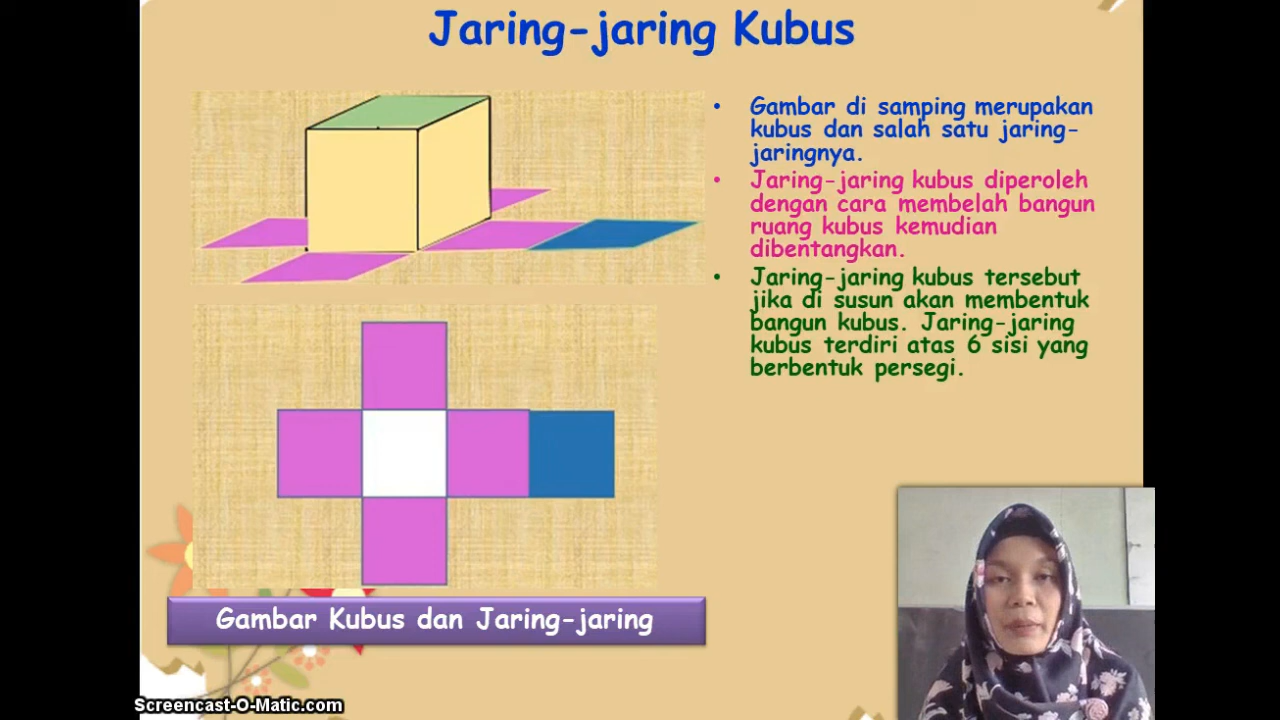 Jaring-jaring Kubus
• Gambar di samping merupakan
kubus dan salah satu jaring-
jaringnya.
• Jaring-jaring kubus diperoleh
dengan cara membelah bangun
ruang kubus kemudian
dibentangkan.
• Jaring-jaring kubus tersebut
jika di susun akan membentuk
bangun kubus. Jaring-jaring
kubus terdiri atas 6 sisi yang
berbentuk persegi.
Gambar Kubus dan Jaring-jaring
Screencast-O-Matic.com